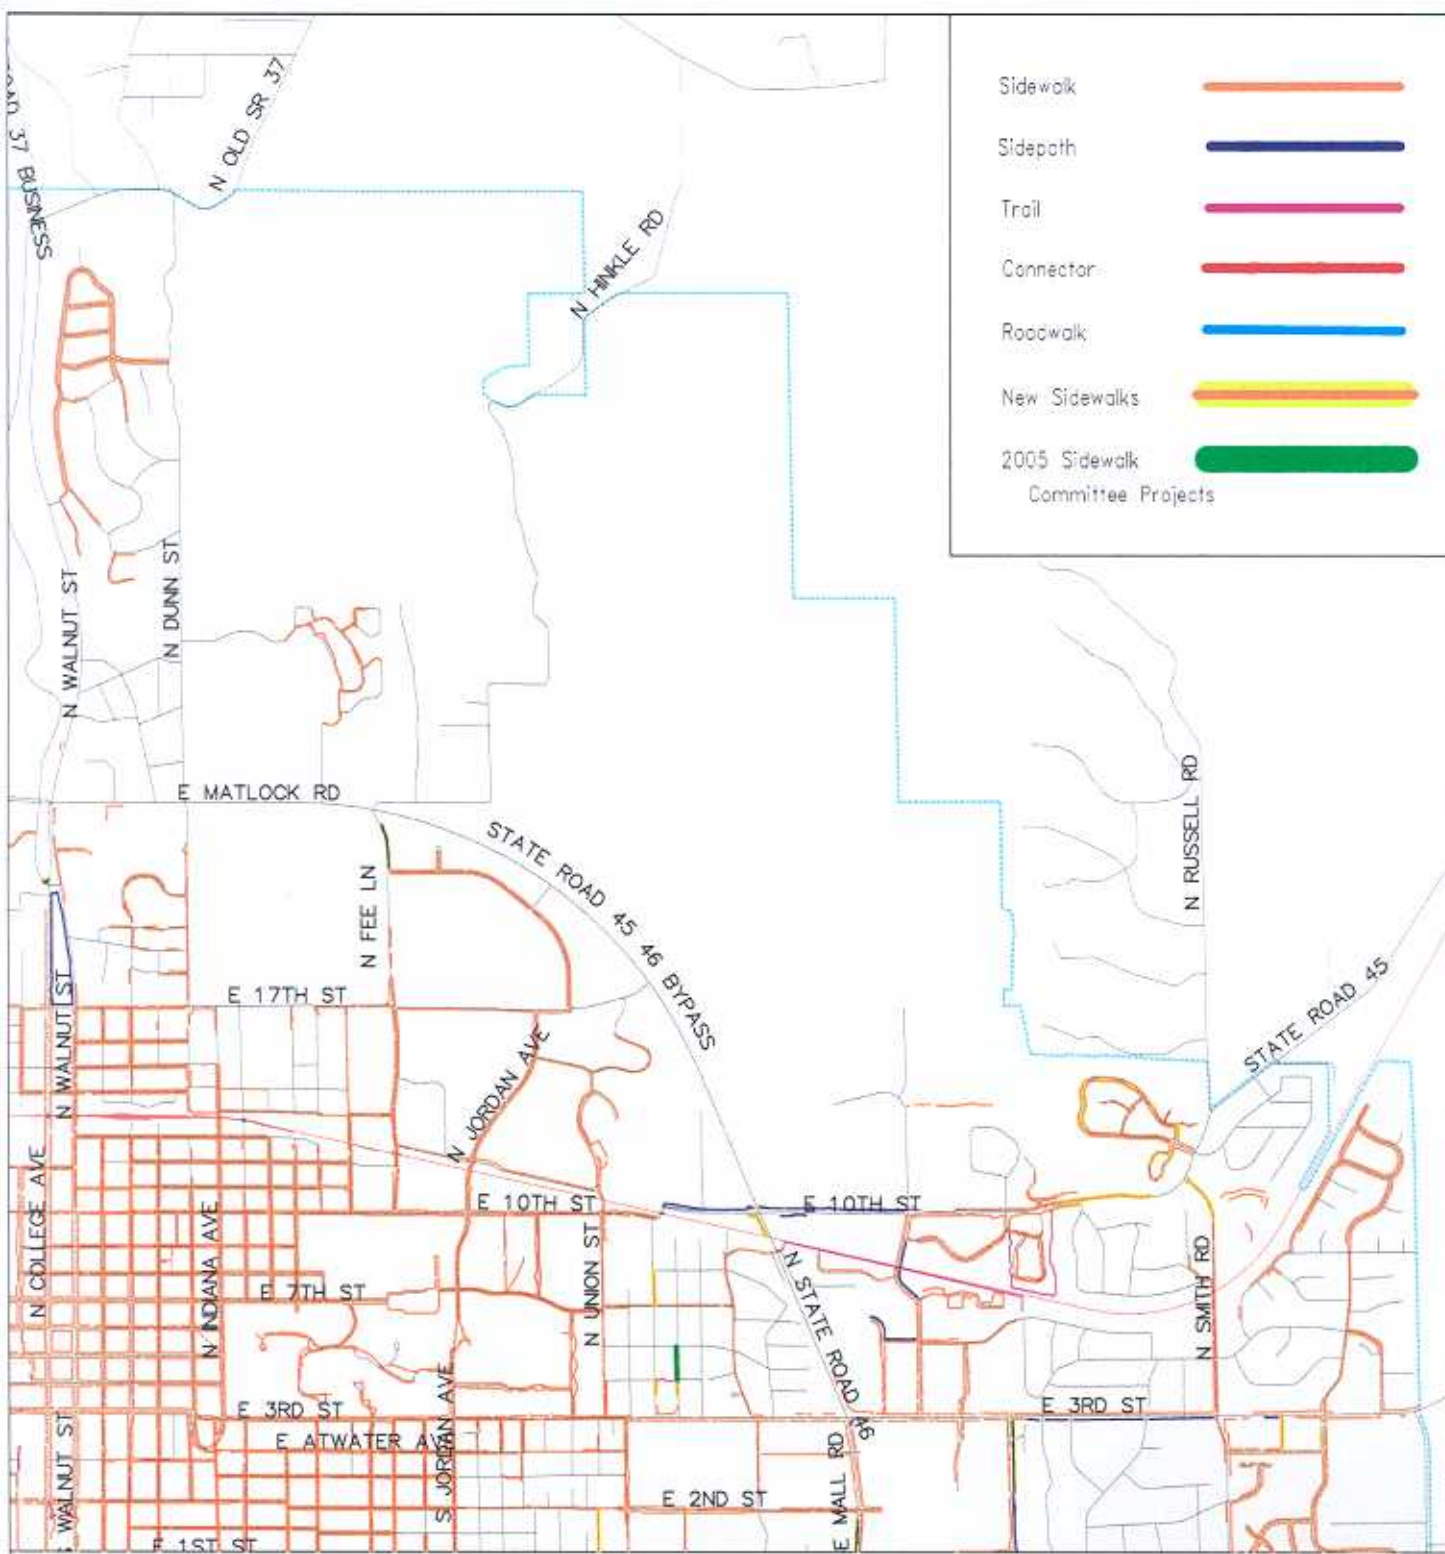 37 BUSINESS
N OLD SR 37
N HINKLE RD
Sidewalk
Sidepath
Trail
Connector
Roadwalk
New Sidewalks
2005 Sidewalk
Committee Projects
N WALNUT ST
N DUNN ST
E MATLOCK RD
STATE ROAD 45 46 BYPASS
N FEE LN
N RUSSELL RD
STATE ROAD 45
E 17TH ST
N WALNUT ST
N JORDAN AVE
N COLLEGE AVE
N INDIANA AVE
E 10TH ST
E 10TH ST
E 7TH ST
N UNION ST
N STATE ROAD 46
N SMITH RD
E 3RD ST
E 3RD ST
E ATWATER AVE
S JORDAN AVE
WALNUT ST
E 2ND ST
E MALL RD
E 1ST ST